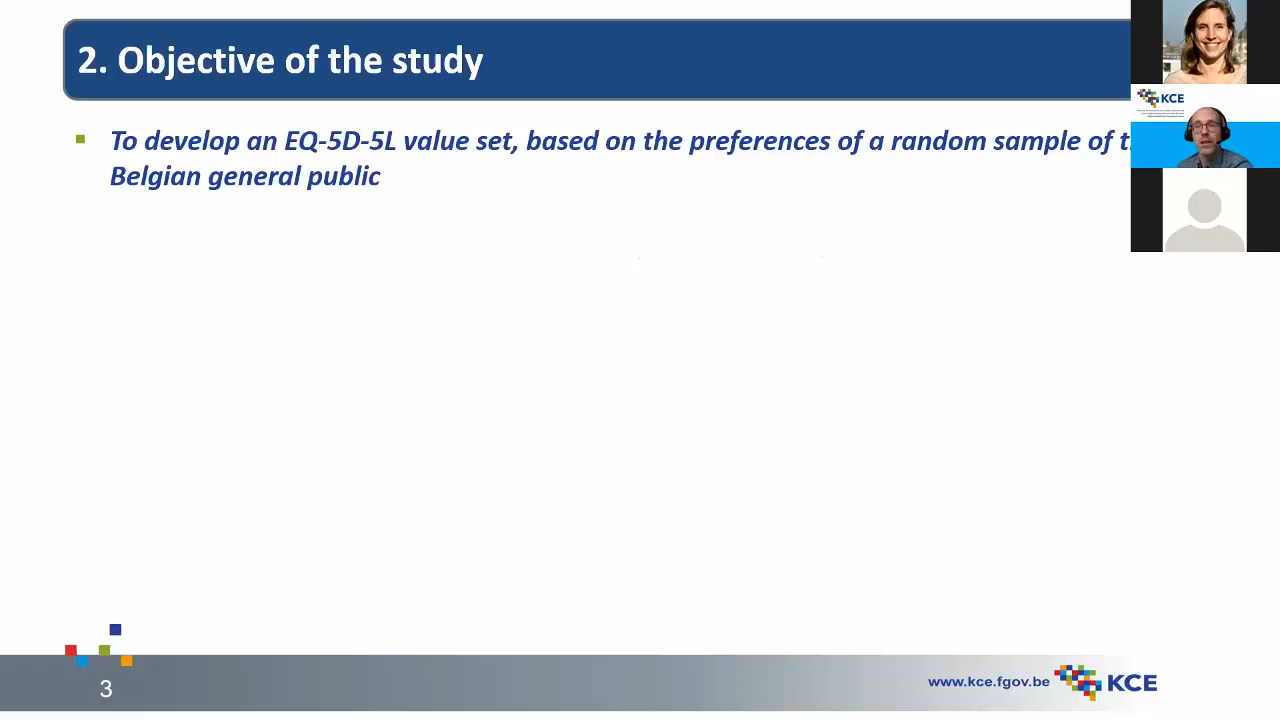 2. Objective of the study
To develop an EQ-5D-5L value set, based on the preferences of a random sample of
Belgian general public
KCE
3
www.kce.fgov.be
KCE